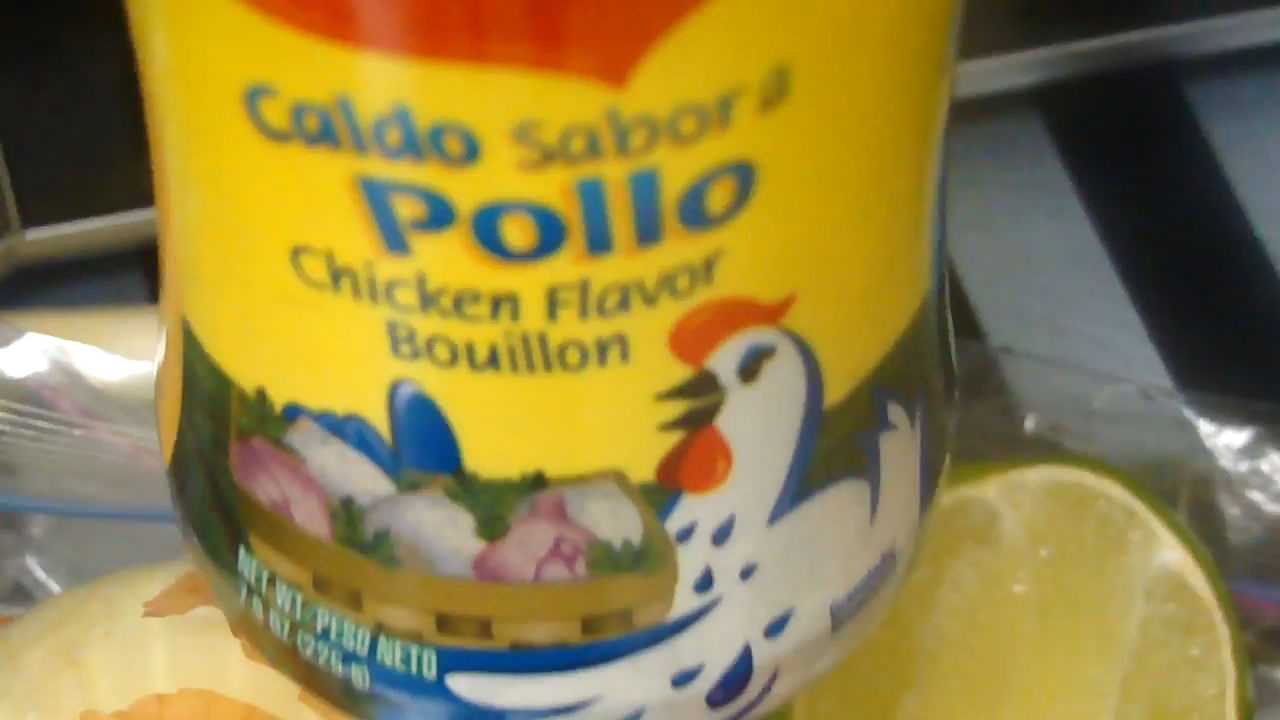 Caldo Sabor a
Pollo
Chicken Flavor
Bouillon
NET WT/PESO NETO